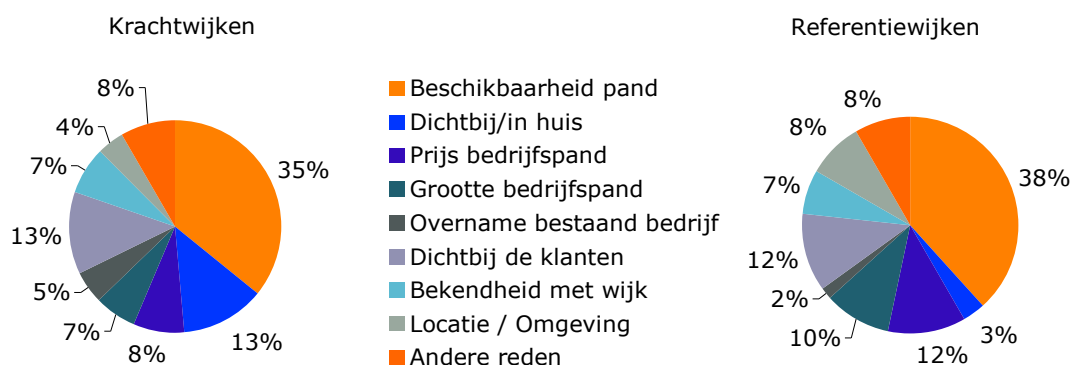 Krachtwijken
Referentiewijken
8%
4%
7%
13%
5%
7%
8%
13%
35%
Beschikbaarheid pand
Dichtbij/in huis
Prijs bedrijfspand
Grootte bedrijfspand
Overname bestaand bedrijf
Dichtbij de klanten
Bekendheid met wijk
Locatie / Omgeving
Andere reden
8%
8%
7%
12%
2%
10%
12%
3%
38%